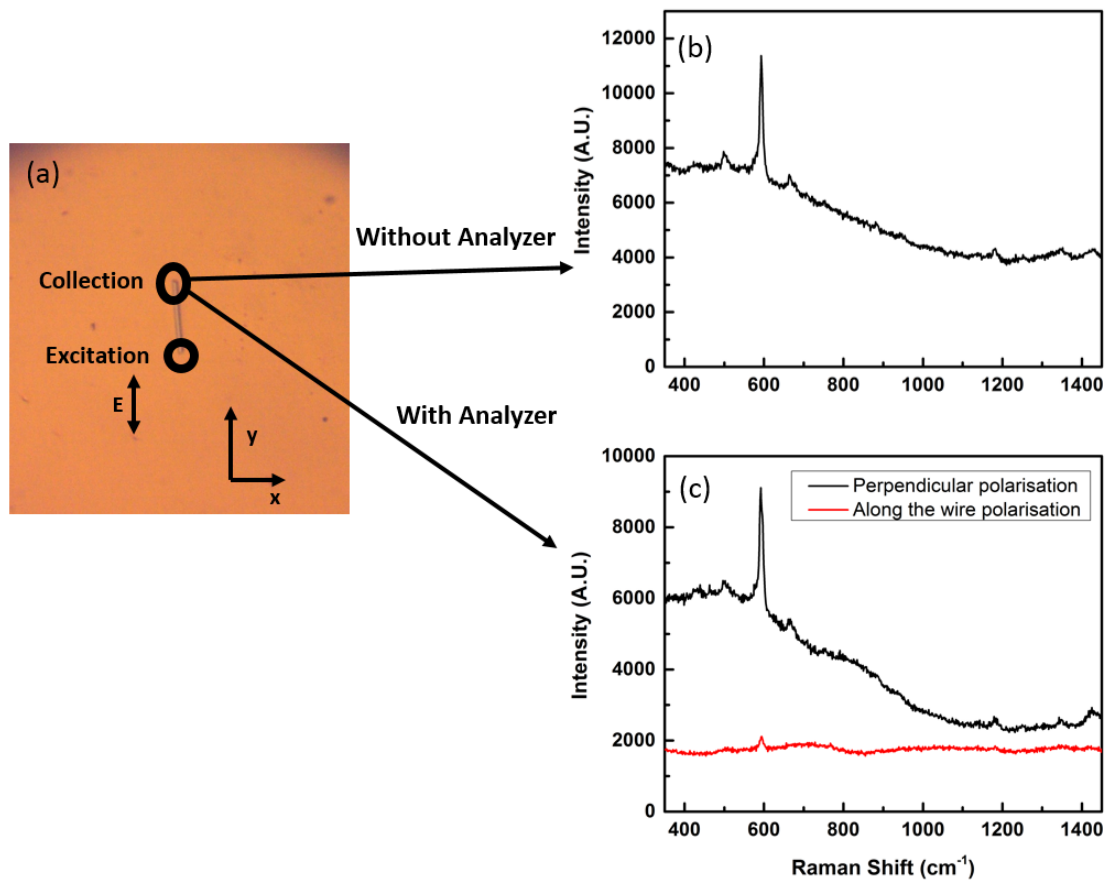 (a)
Collection
Excitation
E
y
x
Without Analyzer
With Analyzer
(b)
Intensity (A.U.)
12000
10000
8000
6000
4000
2000
0
400 600 800 1000 1200 1400
(c)
Perpendicular polarisation
Along the wire polarisation
Intensity (A.U.)
10000
8000
6000
4000
2000
0
400 600 800 1000 1200 1400
Raman Shift (cm⁻¹)